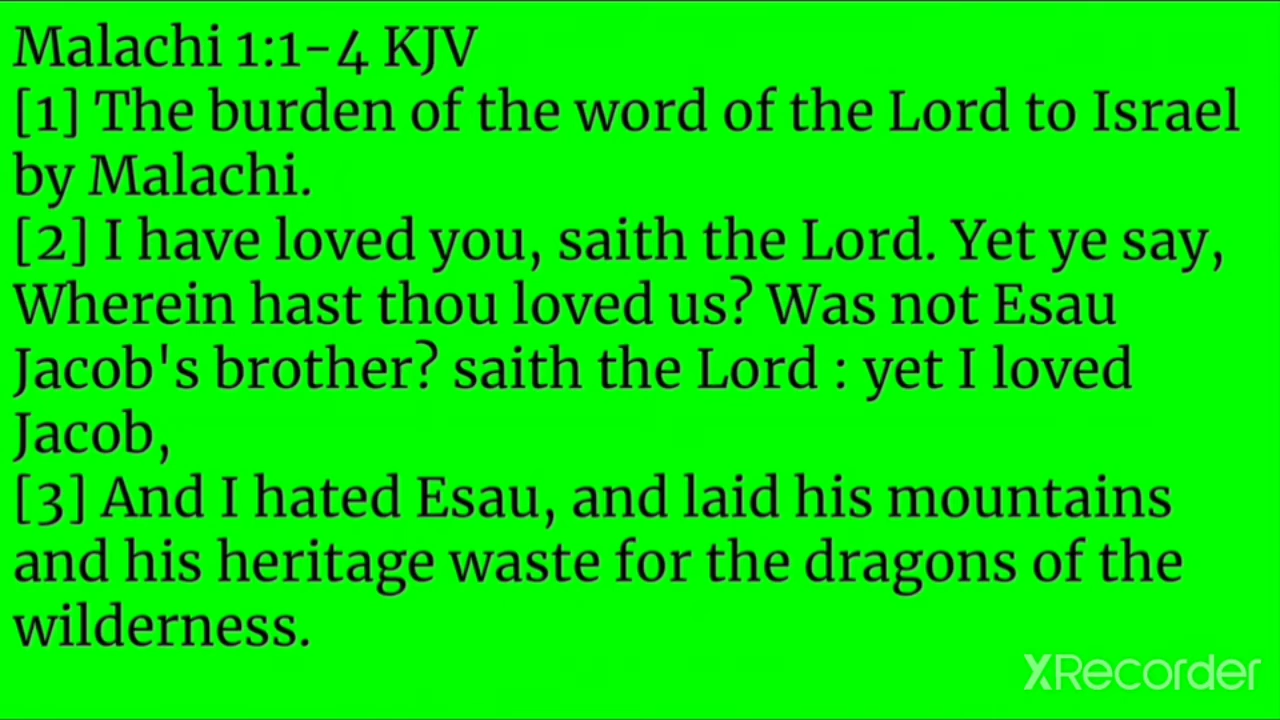 Malachi 1:1-4 KJV
[1] The burden of the word of the Lord to Israel
by Malachi.
[2] I have loved you, saith the Lord. Yet ye say,
Wherein hast thou loved us? Was not Esau
Jacob's brother? saith the Lord : yet I loved
Jacob,
[3] And I hated Esau, and laid his mountains
and his heritage waste for the dragons of the
wilderness.
XRecorder